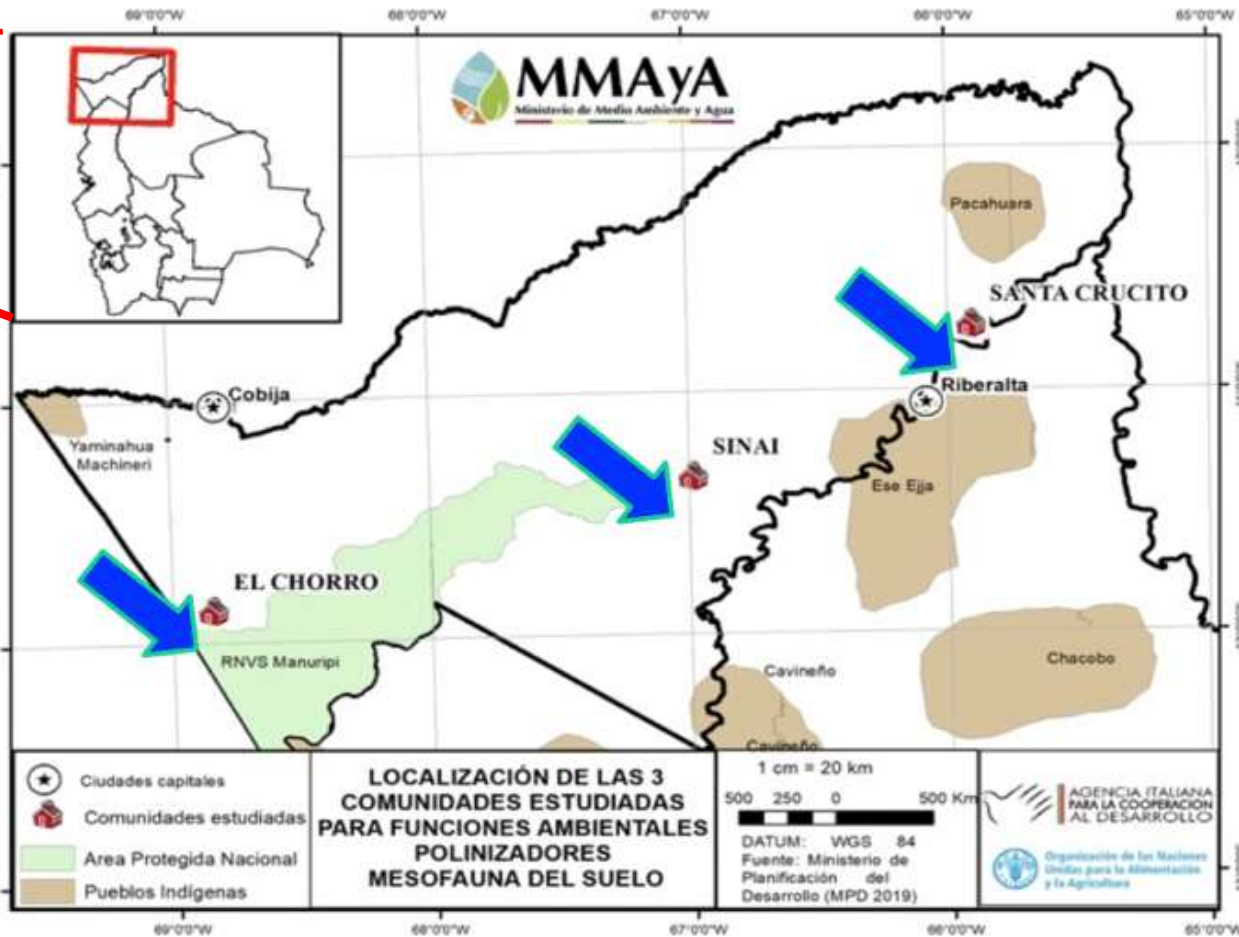 69°0'0"W 68°0'0"W 67°0'0"W 66°0'0"W 65°0'0"W
MMAyA
Ministerio de Medio Ambiente y Agua
Pacahuara
SANTA CRUCITO
Riberalta
Cobija
Yaminahua
Machineri
SINAI
Ese Ejja
EL CHORRO
RNVS Manuripi
Chacobo
Cavineño
Cavineño
Ciudades capitales
Comunidades estudiadas
Area Protegida Nacional
Pueblos Indígenas
LOCALIZACIÓN DE LAS 3
COMUNIDADES ESTUDIADAS
PARA FUNCIONES AMBIENTALES
POLINIZADORES
MESOFAUNA DEL SUELO
1 cm = 20 km
500 250 0 500 Km
DATUM: WGS 84
Fuente: Ministerio de
Planificación del
Desarrollo (MPD 2019)
AGENCIA ITALIANA
PARA LA COOPERACION
AL DESARROLLO
Organización de las Naciones
Unidas para la Alimentación
y la Agricultura
69°0'0"W 68°0'0"W 67°0'0"W 66°0'0"W 65°0'0"W